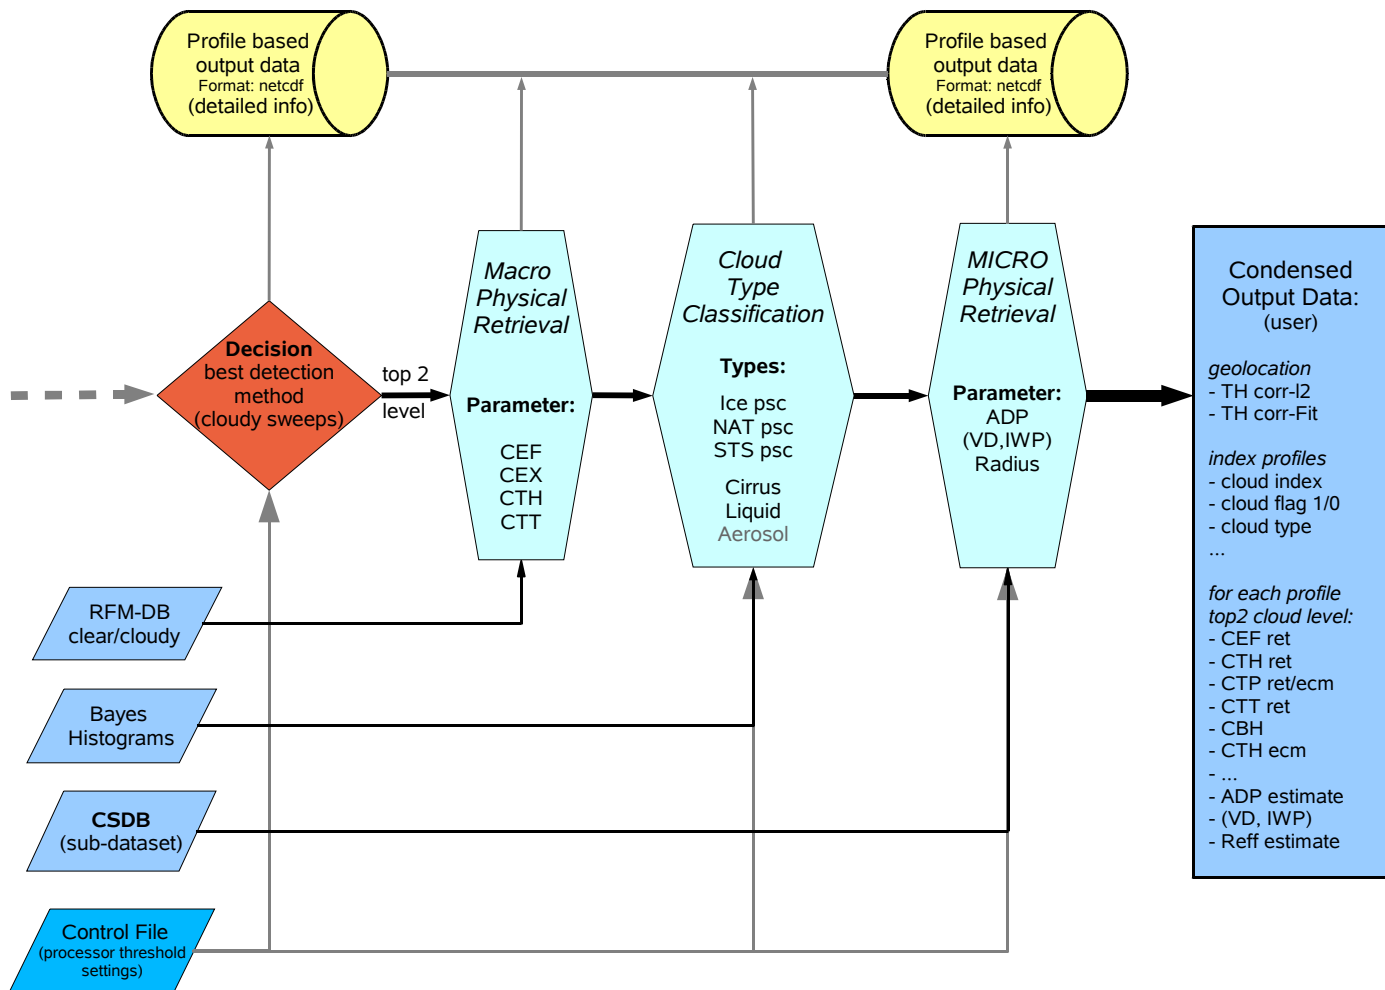 Profile based
output data
Format: netcdf
(detailed info)
Profile based
output data
Format: netcdf
(detailed info)
Decision
best detection
method
(cloudy sweeps)
top 2
level
Macro
Physical
Retrieval
Parameter:
CEF
CEX
CTH
CTT
Cloud
Type
Classification
Types:
Ice psc
NAT psc
STS psc
Cirrus
Liquid
Aerosol
MICRO
Physical
Retrieval
Parameter:
ADP
(VD,IWP)
Radius
Condensed
Output Data:
(user)
geolocation
- TH corr-l2
- TH corr-Fit
index profiles
- cloud index
- cloud flag 1/0
- cloud type
...
for each profile
top2 cloud level:
- CEF ret
- CTH ret
- CTP ret/ecm
- CTT ret
- CBH
- CTH ecm
- ...
- ADP estimate
- (VD, IWP)
- Reff estimate
RFM-DB
clear/cloudy
Bayes
Histograms
CSDB
(sub-dataset)
Control File
(processor threshold
settings)